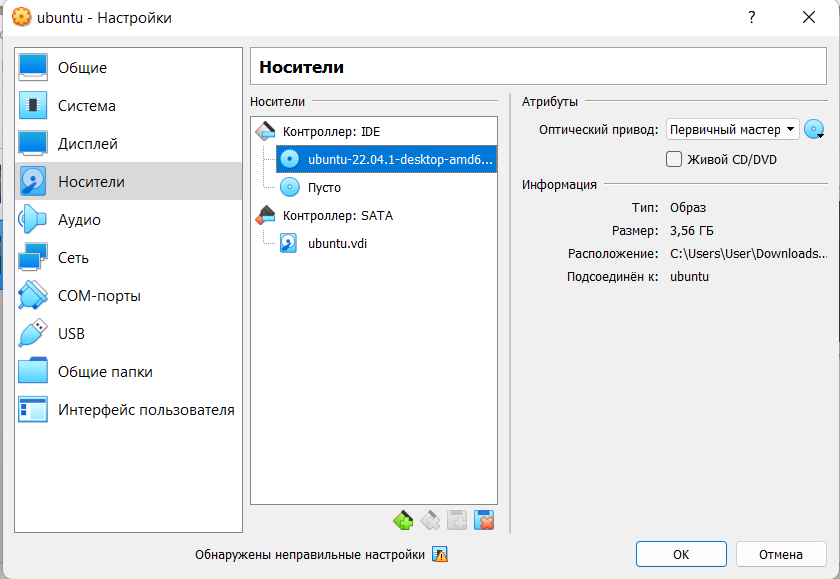 ubuntu - Настройки
?
Общие
Система
Дисплей
Носители
Аудио
Сеть
COM-порты
USB
Общие папки
Интерфейс пользователя
Носители
Носители
Контроллер: IDE
ubuntu-22.04.1-desktop-amd6...
Пусто
Контроллер: SATA
ubuntu.vdi
Атрибуты
Оптический привод: Первичный мастер
Живой CD/DVD
Информация
Тип: Образ
Размер: 3,56 ГБ
Расположение: C:\Users\User\Downloads...
Подсоединён к: ubuntu
Обнаружены неправильные настройки
ОК
Отмена